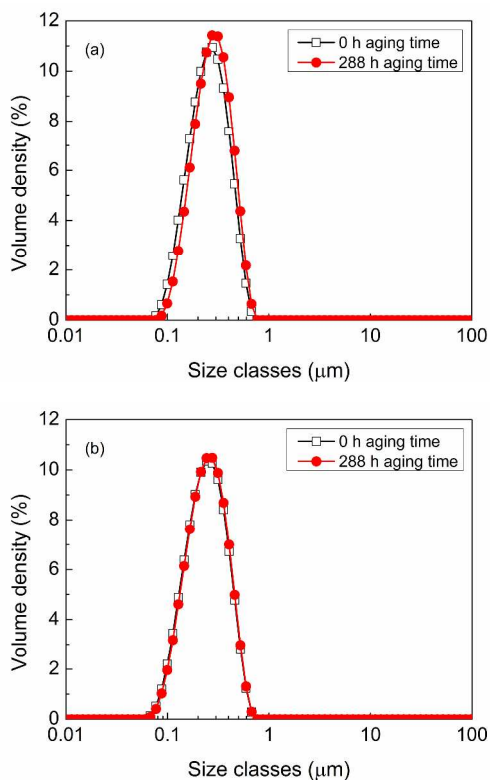 (a)
0 h aging time
288 h aging time
Volume density (%)
12
10
8
6
4
2
0
0.01
0.1
1
10
100
Size classes (μm)
(b)
0 h aging time
288 h aging time
Volume density (%)
12
10
8
6
4
2
0
0.01
0.1
1
10
100
Size classes (μm)